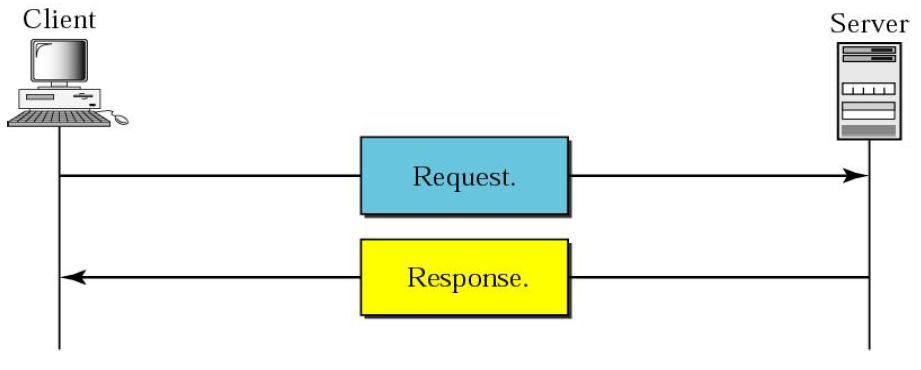 Client
Server
Request.
Response.